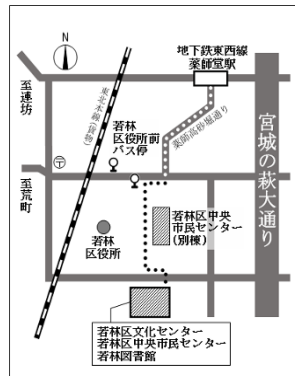 N
地下鉄東西線
薬師堂駅
至連坊
東北本線(貨物)
薬師高砂堀通り
宮城の萩大通り
若林
区役所前
バス停
〒
至荒町
若林区中央
市民センター
(別棟)
若林
区役所
若林区文化センター
若林区中央市民センター
若林図書館